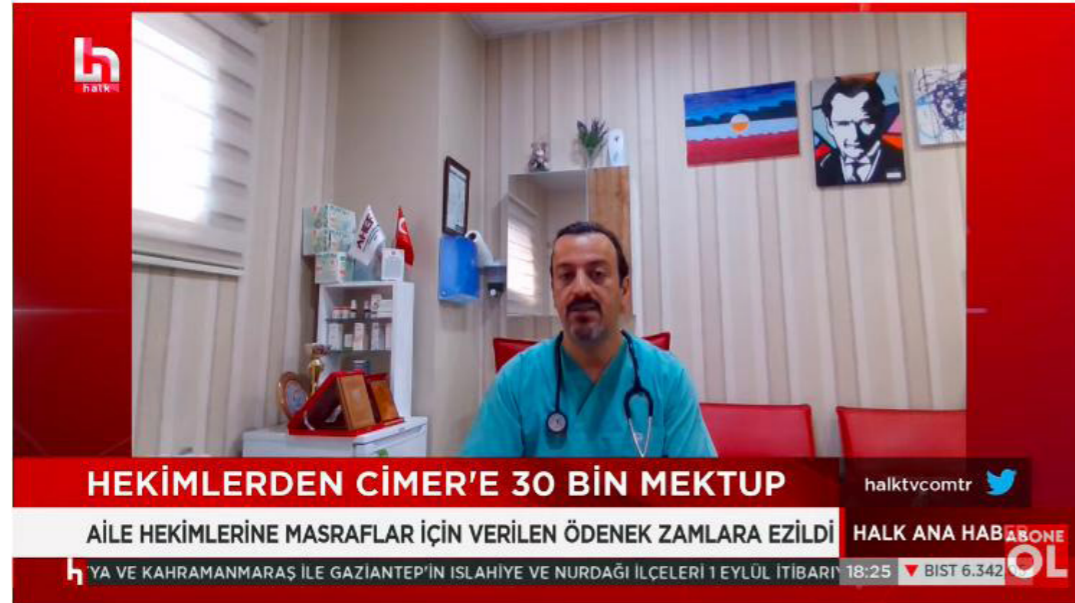 halk
AHEF
HEKİMLERDEN CİMER'E 30 BİN MEKTUP
halktvcomtr
AİLE HEKİMLERİNE MASRAFLAR İÇİN VERİLEN ÖDENEK ZAMLARA EZİLDİ
HALK ANA HABER
ABONE
OL
YA VE KAHRAMANMARAŞ İLE GAZİANTEP'İN ISLAHİYE VE NURDAĞI İLÇELERİ 1 EYLÜL İTİBARIY
18:25
BIST 6.342